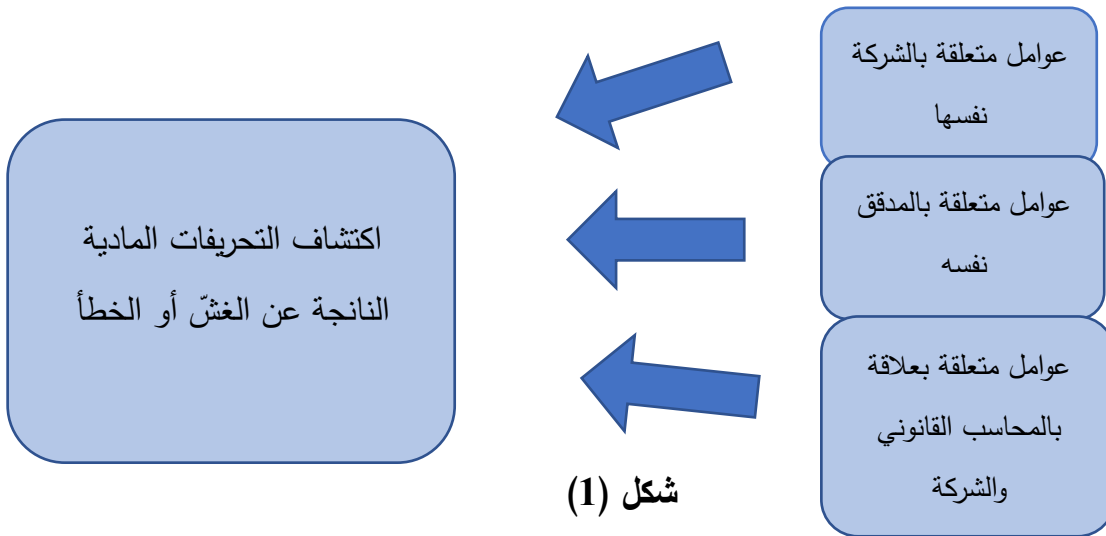 عوامل متعلقة بالشركة
نفسها
عوامل متعلقة بالمدقق
نفسه
عوامل متعلقة بعلاقة
بالمحاسب القانوني
والشركة
اكتشاف التحريفات المادية
النانجة عن الغشّ أو الخطأ
شكل (1)